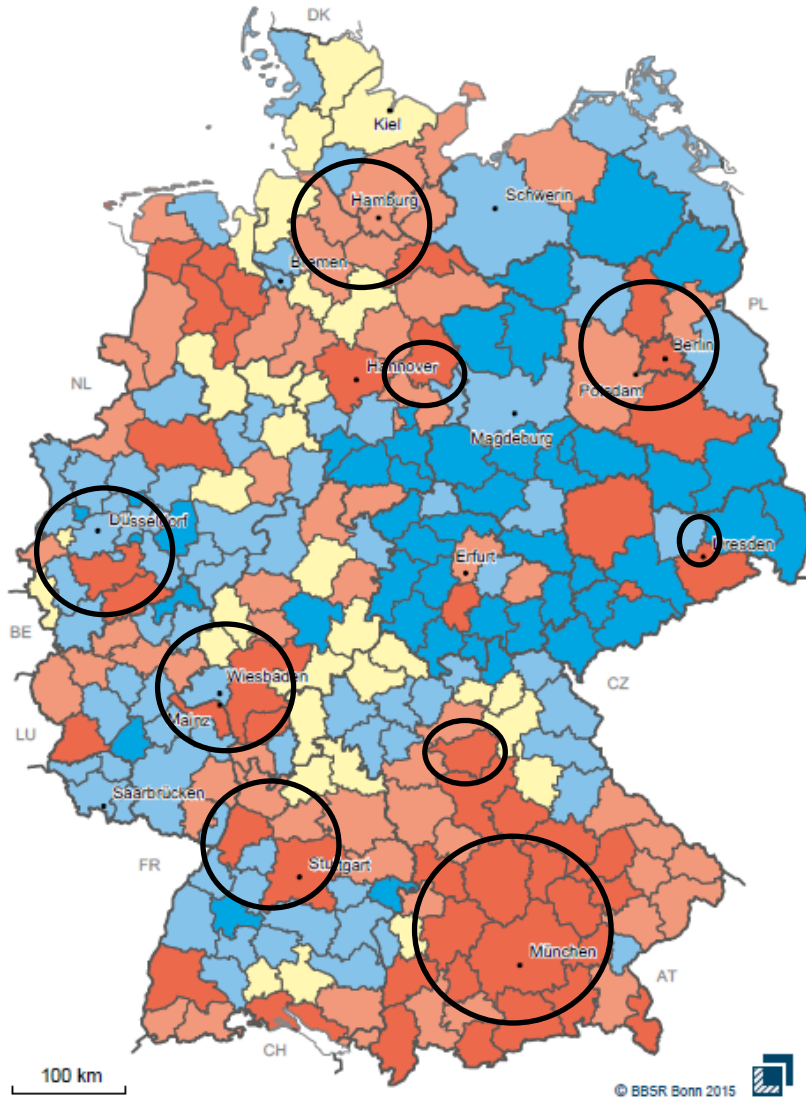 DK
Kiel
Hamburg
Schwerin
Bremen
PL
Berlin
Hannover
Potsdam
NL
Magdeburg
Düsseldorf
Dresden
Erfurt
BE
Wiesbaden
CZ
Mainz
LU
Saarbrücken
FR
Stuttgart
München
AT
CH
100 km
© BBSR Bonn 2015